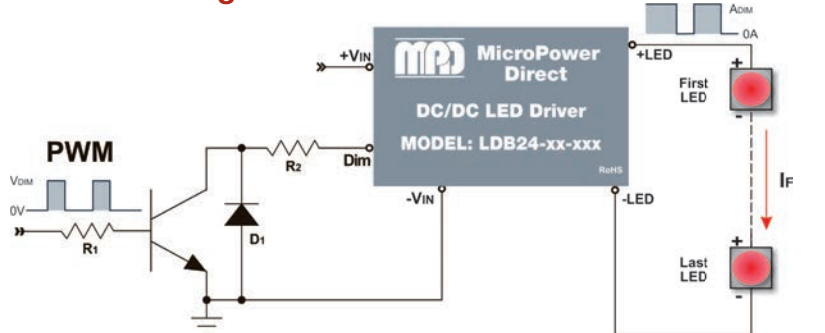 ADIM
0A
+VIN
MPD
MicroPower
Direct
+LED
First
LED
+
-
DC/DC LED Driver
MODEL: LDB24-xx-xxx
RoHS
PWM
VDIM
0V
R1
R2
Dim
D1
-VIN
-LED
IF
Last
LED
+
-